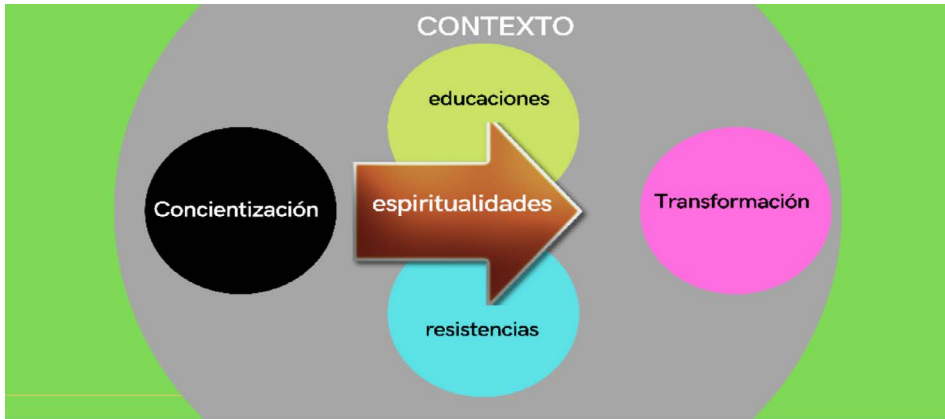 CONTEXTO
educaciones
Concientización
espiritualidades
Transformación
resistencias